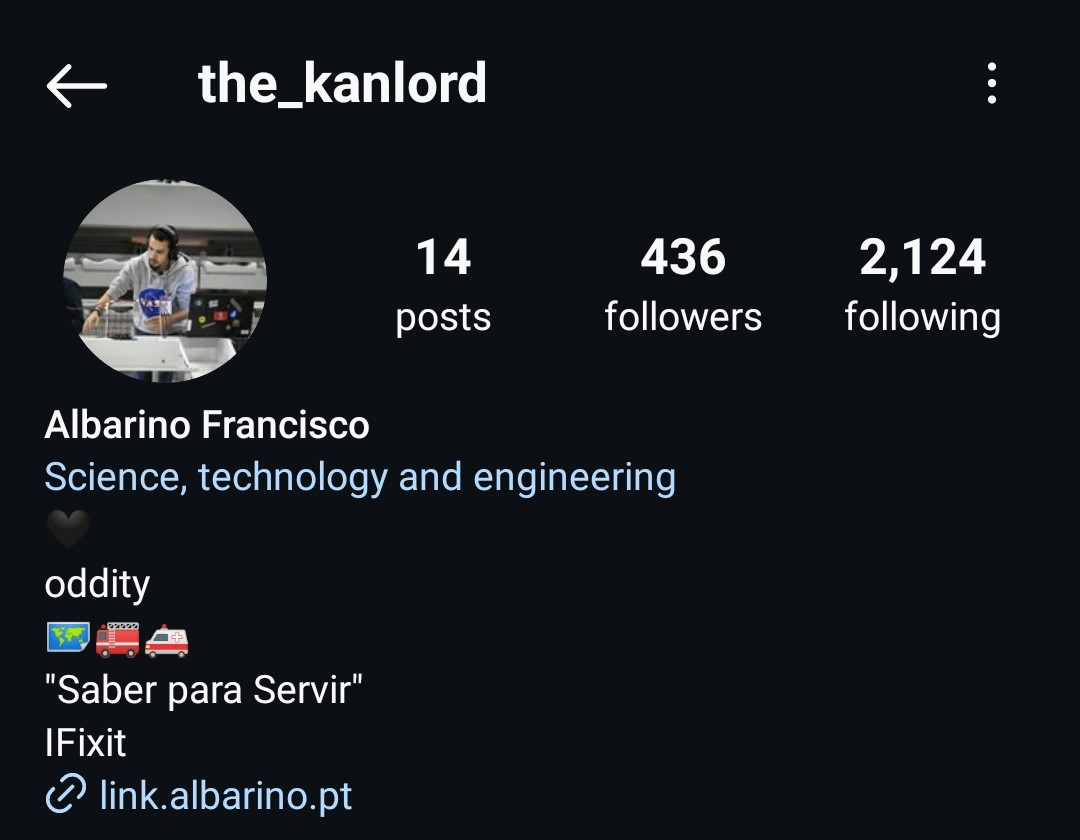 the_kanlord
14 436 2,124
posts followers following
NASA
Albarino Francisco
Science, technology and engineering
🖤
oddity
🗺️🚒🚑
"Saber para Servir"
IFixit
link.albarino.pt